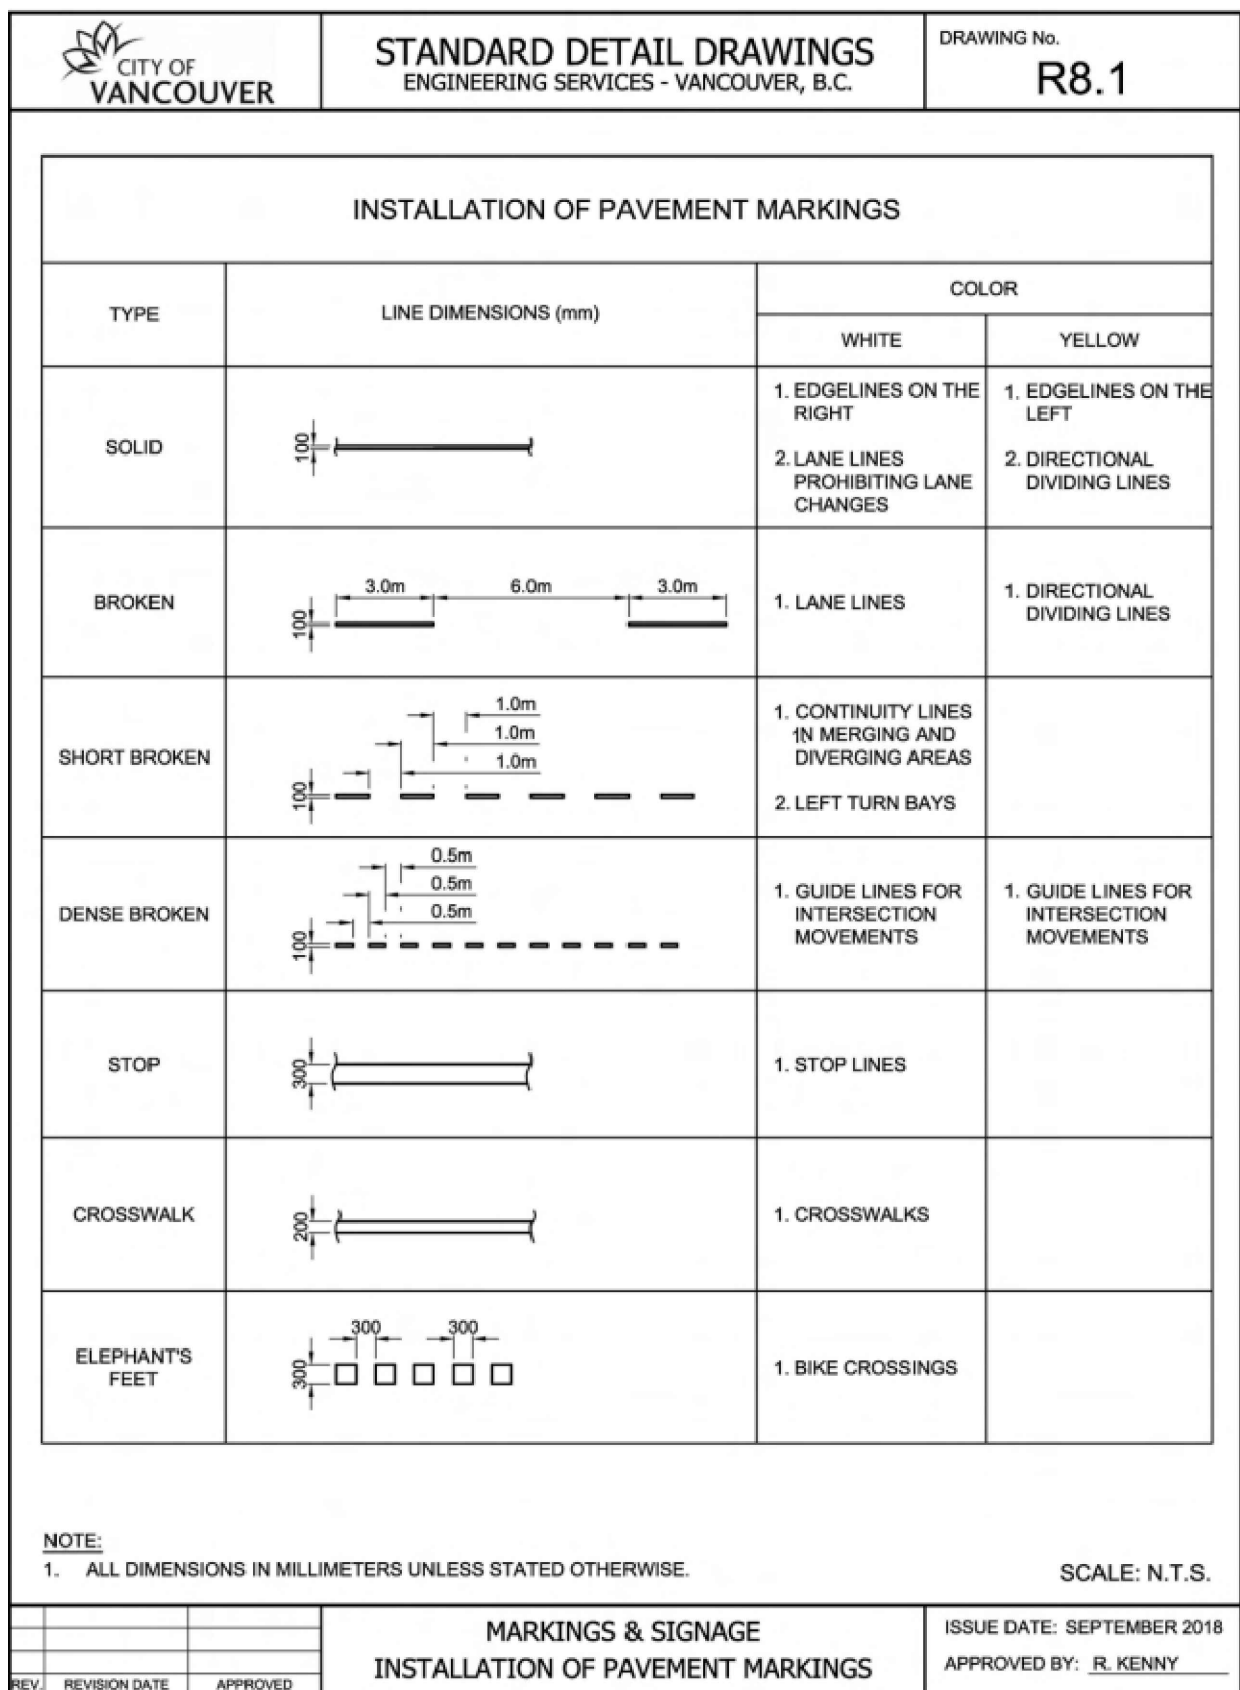 CITY OF
VANCOUVER
STANDARD DETAIL DRAWINGS
ENGINEERING SERVICES - VANCOUVER, B.C.
DRAWING No.
R8.1
INSTALLATION OF PAVEMENT MARKINGS
TYPE
LINE DIMENSIONS (mm)
COLOR
WHITE
YELLOW
SOLID
100
1. EDGELINES ON THE
RIGHT
2. LANE LINES
PROHIBITING LANE
CHANGES
1. EDGELINES ON THE
LEFT
2. DIRECTIONAL
DIVIDING LINES
BROKEN
100
3.0m
6.0m
3.0m
1. LANE LINES
1. DIRECTIONAL
DIVIDING LINES
SHORT BROKEN
100
1.0m
1.0m
1.0m
1. CONTINUITY LINES
IN MERGING AND
DIVERGING AREAS
2. LEFT TURN BAYS
DENSE BROKEN
100
0.5m
0.5m
0.5m
1. GUIDE LINES FOR
INTERSECTION
MOVEMENTS
1. GUIDE LINES FOR
INTERSECTION
MOVEMENTS
STOP
300
1. STOP LINES
CROSSWALK
200
1. CROSSWALKS
ELEPHANT'S
FEET
300
300
300
1. BIKE CROSSINGS
NOTE:
1. ALL DIMENSIONS IN MILLIMETERS UNLESS STATED OTHERWISE.
SCALE: N.T.S.
REV. REVISION DATE APPROVED
MARKINGS & SIGNAGE
INSTALLATION OF PAVEMENT MARKINGS
ISSUE DATE: SEPTEMBER 2018
APPROVED BY: R. KENNY